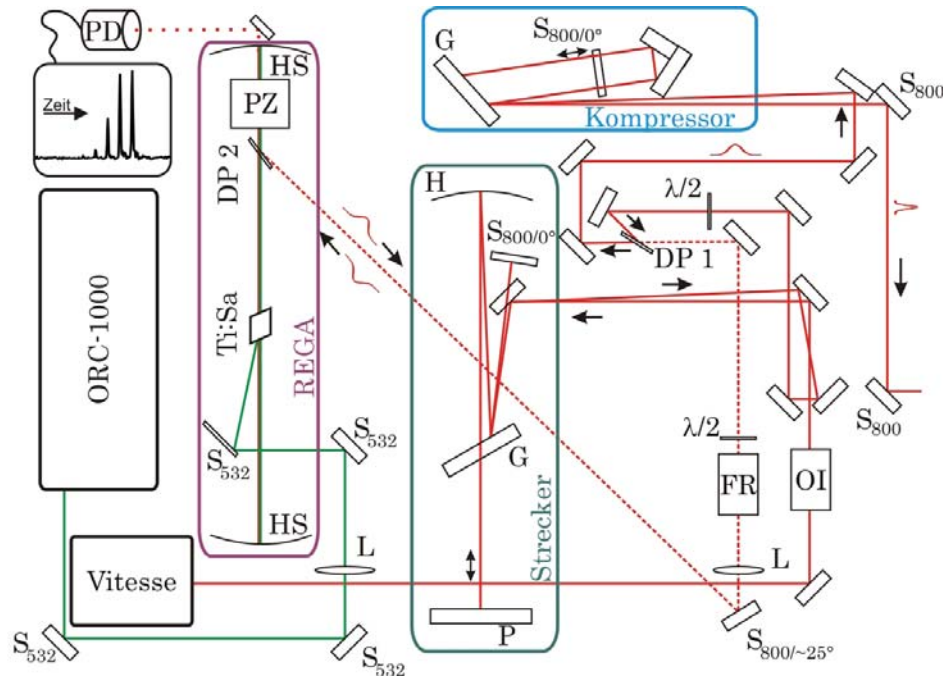 PD
Zeit
HS
PZ
DP 2
Ti:Sa
REGA
S532
S532
HS
ORC-1000
Vitesse
L
S532
S532
G
S800/0°
Kompressor
S800
H
S800/0°
G
Strecker
P
λ/2
DP 1
λ/2
FR
OI
L
S800/~25°
S800